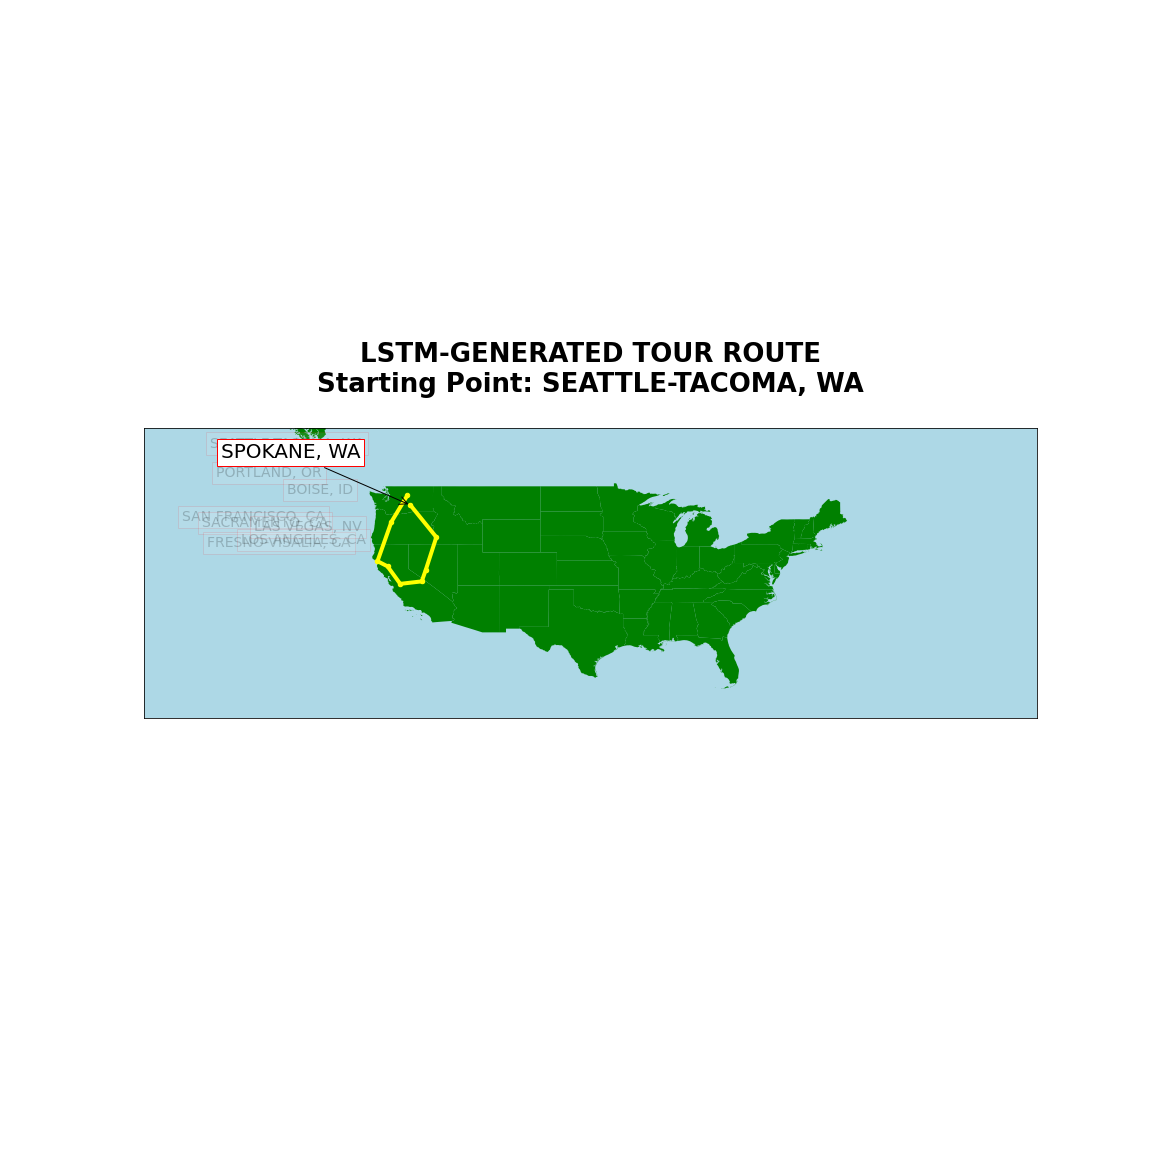 LSTM-GENERATED TOUR ROUTE
Starting Point: SEATTLE-TACOMA, WA
SPOKANE, WA
PORTLAND, OR
BOISE, ID
SAN FRANCISCO, CA
SACRAMENTO, CA
LAS VEGAS, NV
LOS ANGELES, CA
FRESNO-VISALIA, CA